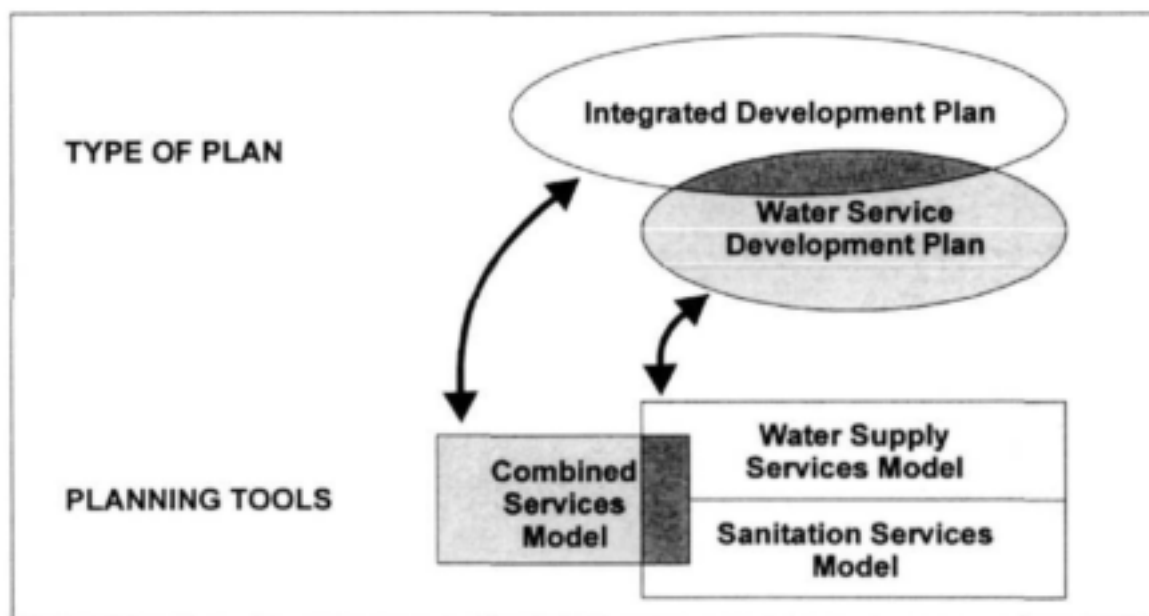 TYPE OF PLAN
Integrated Development Plan
Water Service
Development Plan
PLANNING TOOLS
Combined
Services
Model
Water Supply
Services Model
Sanitation Services
Model